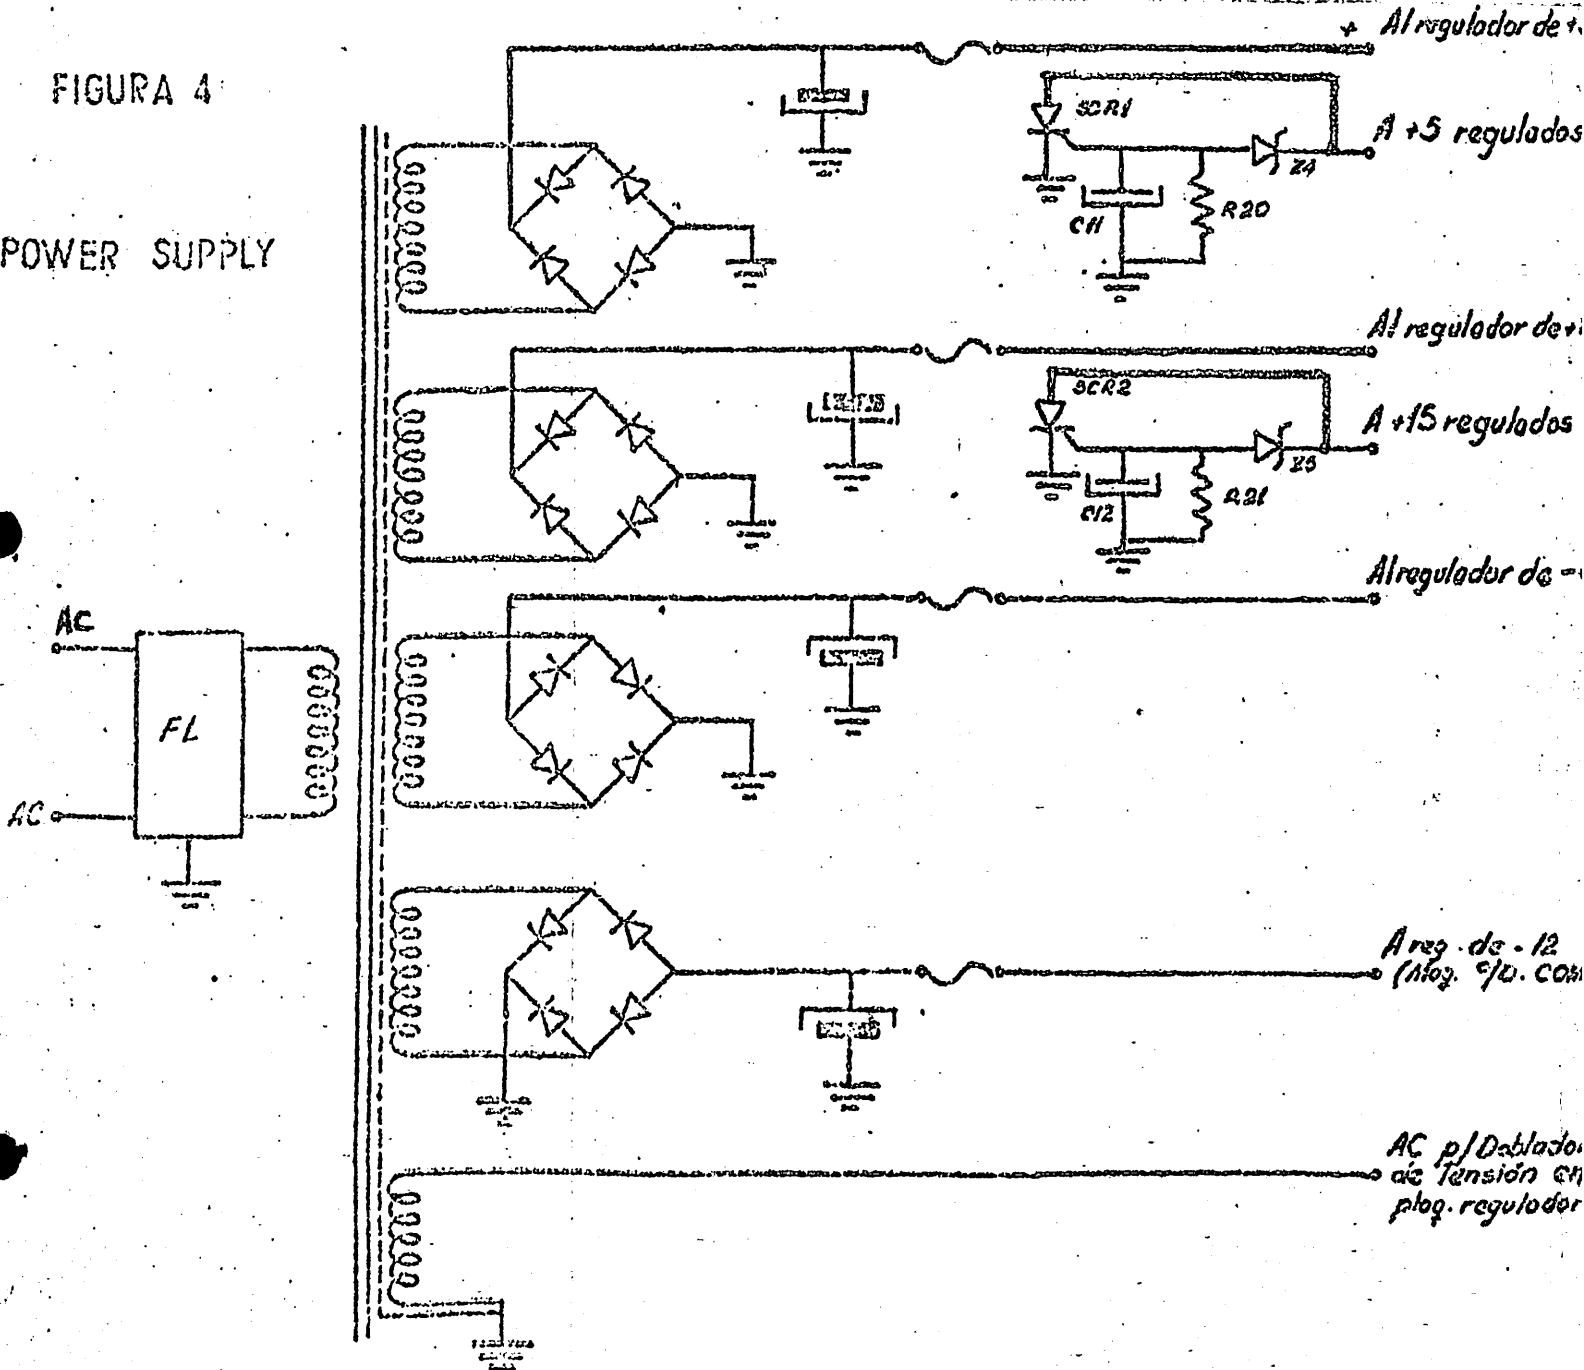 + Al regulador de +
FIGURA 4
SCR1
A +5 regulados
Z4
C11
R20
POWER SUPPLY
Al regulador de +
SCR2
A +15 regulados
Z5
C12
R21
Al regulador de -
AC
FL
AC
A reg. de - 12
AC p/Doblador
de Tensión en
plaq. regulador